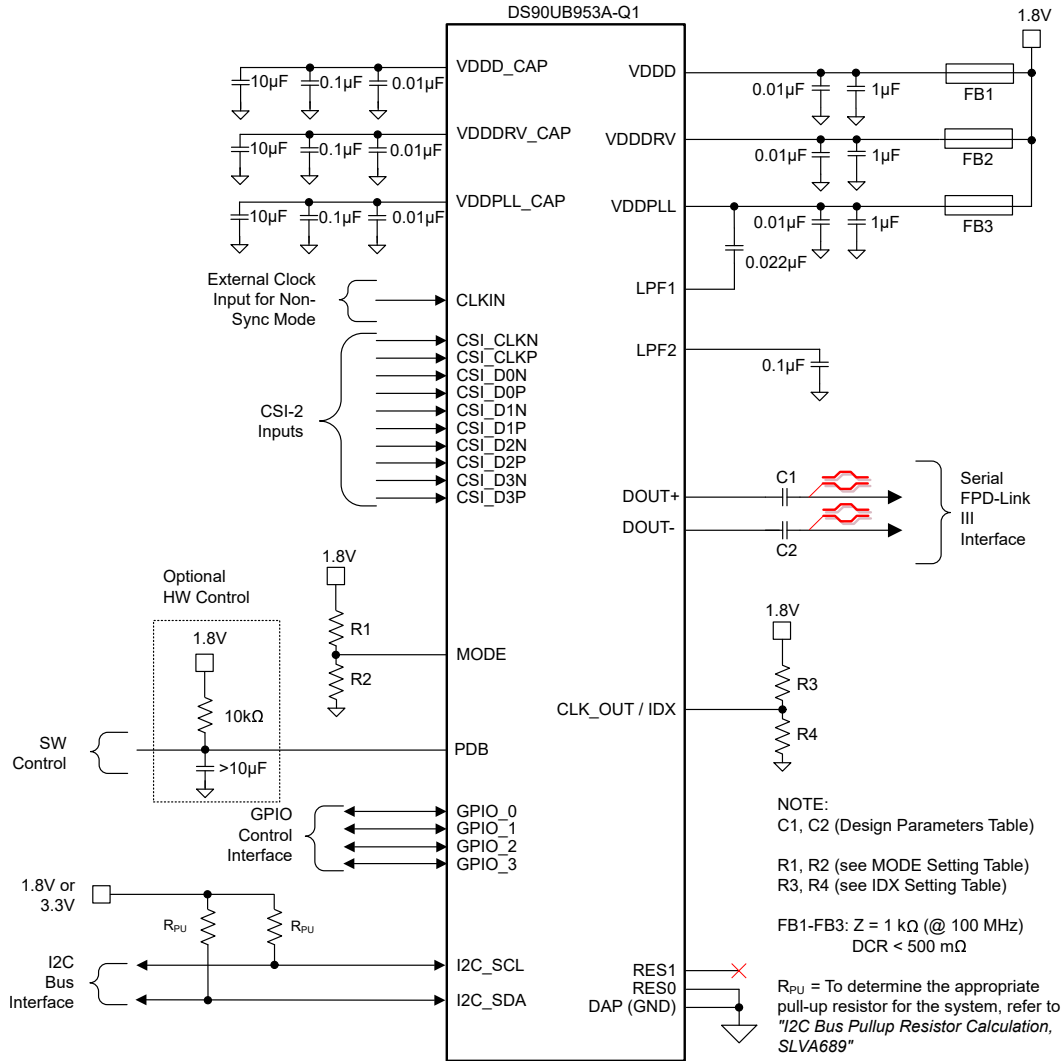 DS90UB953A-Q1
1.8V
VDDD_CAP
10µF
0.1µF
0.01µF
VDDDRV_CAP
10µF
0.1µF
0.01µF
VDDPLL_CAP
10µF
0.1µF
0.01µF
External Clock
Input for Non-
Sync Mode
CLKIN
CSI-2
Inputs
CSI_CLKN
CSI_CLKP
CSI_D0N
CSI_D0P
CSI_D1N
CSI_D1P
CSI_D2N
CSI_D2P
CSI_D3N
CSI_D3P
1.8V
R1
R2
MODE
Optional
HW Control
1.8V
10kΩ
>10µF
SW
Control
PDB
GPIO
Control
Interface
GPIO_0
GPIO_1
GPIO_2
GPIO_3
1.8V or
3.3V
RPU
RPU
I2C
Bus
Interface
I2C_SCL
I2C_SDA
VDDD
0.01µF
1µF
FB1
VDDDRV
0.01µF
1µF
FB2
VDDPLL
0.01µF
1µF
FB3
0.022µF
LPF1
LPF2
0.1µF
DOUT+
C1
DOUT-
C2
Serial
FPD-Link
III
Interface
1.8V
R3
R4
CLK_OUT / IDX
RES1
RES0
DAP (GND)
NOTE:
C1, C2 (Design Parameters Table)
R1, R2 (see MODE Setting Table)
R3, R4 (see IDX Setting Table)
FB1-FB3: Z = 1 kΩ (@ 100 MHz)
DCR < 500 mΩ
RPU = To determine the appropriate
pull-up resistor for the system, refer to
"I2C Bus Pullup Resistor Calculation,
SLVA689"